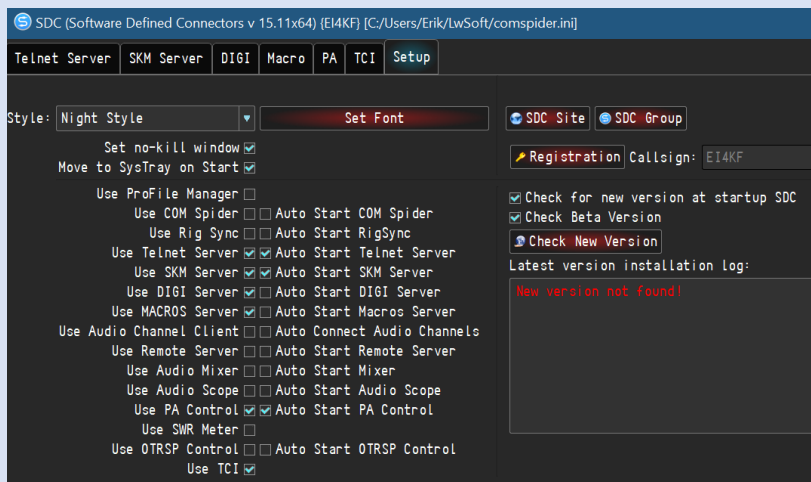 SDC (Software Defined Connectors v 15.11x64) {EI4KF} [C:/Users/Erik/LwSoft/comspider.ini]
Telnet Server SKM Server DIGI Macro PA TCI Setup
Style: Night Style Set Font
Set no-kill window
Move to SysTray on Start
Use ProFile Manager
Use COM Spider Auto Start COM Spider
Use Rig Sync Auto Start RigSync
Use Telnet Server Auto Start Telnet Server
Use SKM Server Auto Start SKM Server
Use DIGI Server Auto Start DIGI Server
Use MACROS Server Auto Start Macros Server
Use Audio Channel Client Auto Connect Audio Channels
Use Remote Server Auto Start Remote Server
Use Audio Mixer Auto Start Mixer
Use Audio Scope Auto Start Audio Scope
Use PA Control Auto Start PA Control
Use SWR Meter
Use OTRSP Control Auto Start OTRSP Control
Use TCI
SDC Site SDC Group
Registration Callsign: EI4KF
Check for new version at startup SDC
Check Beta Version
Check New Version
Latest version installation log:
New version not found!